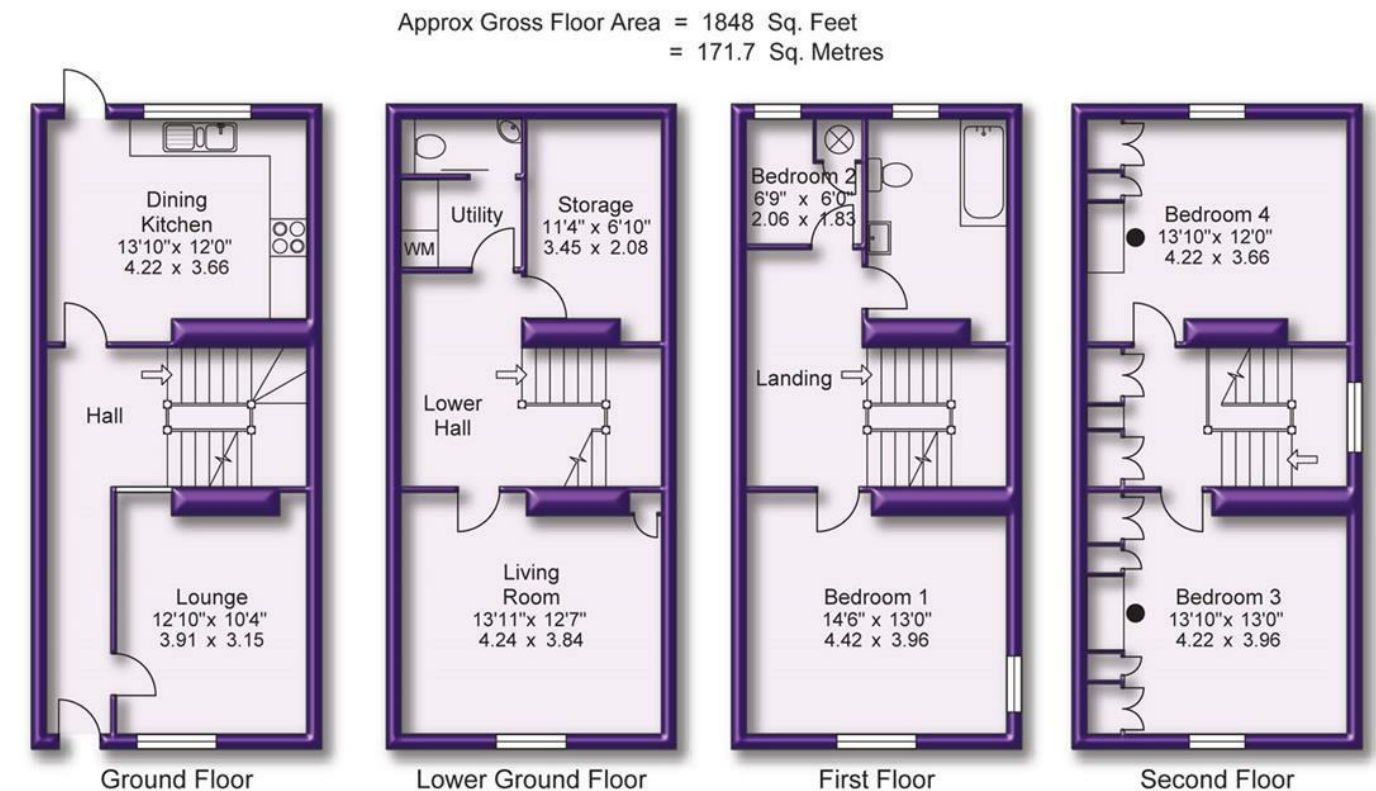 Approx Gross Floor Area = 1848 Sq. Feet
= 171.7 Sq. Metres
Dining
Kitchen
13'10"x 12'0"
4.22 x 3.66
Hall
Lounge
12'10"x 10'4"
3.91 x 3.15
Ground Floor
Utility
WM
Storage
11'4" x 6'10"
3.45 x 2.08
Lower
Hall
Living
Room
13'11"x 12'7"
4.24 x 3.84
Lower Ground Floor
Bedroom 2
6'9" x 6'0"
2.06 x 1.83
Landing
Bedroom 1
14'6" x 13'0"
4.42 x 3.96
First Floor
Bedroom 4
13'10"x 12'0"
4.22 x 3.66
Bedroom 3
13'10"x 13'0"
4.22 x 3.96
Second Floor